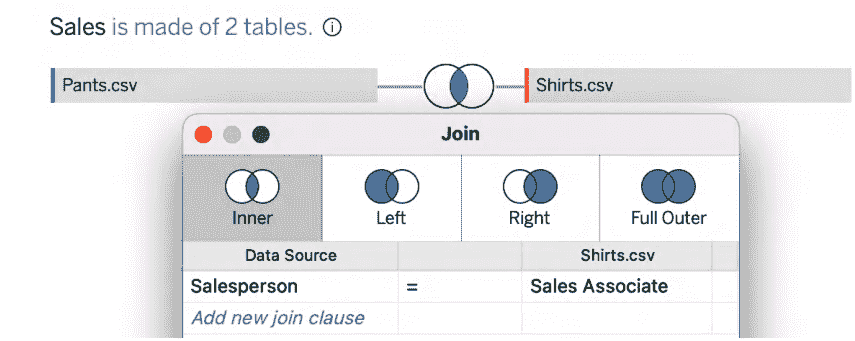 Sales is made of 2 tables. ⓘ
Pants.csv Shirts.csv
Join
Inner Left Right Full Outer
Data Source Shirts.csv
Salesperson = Sales Associate
Add new join clause